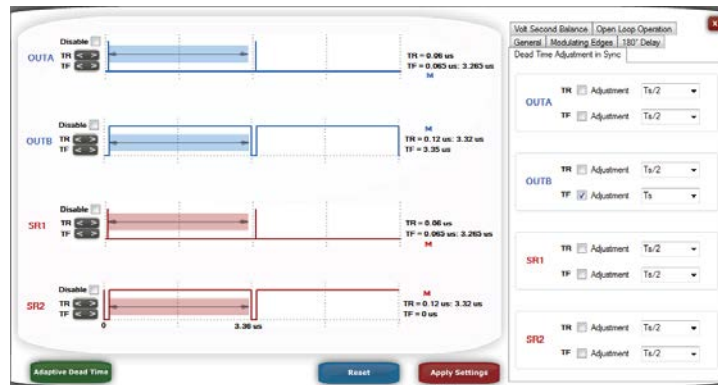 Disable
OUTA
TR < >
TF < >
TR = 0.06 us
TF = 0.065 us: 3.265 us
M
Disable
OUTB
TR < >
TF < >
M
TR = 0.12 us: 3.32 us
TF = 3.35 us
Disable
SR1
TR < >
TF < >
TR = 0.06 us
TF = 0.065 us: 3.265 us
M
Disable
SR2
TR < >
TF < >
M
TR = 0.12 us: 3.32 us
TF = 0 us
0
3.36 us
Adaptive Dead Time
Reset
Apply Settings
Volt Second Balance Open Loop Operation
General Modulating Edges 180° Delay
Dead Time Adjustment in Sync
OUTA
TR Adjustment Ts/2
TF Adjustment Ts/2
OUTB
TR Adjustment Ts/2
TF Adjustment Ts
SR1
TR Adjustment Ts/2
TF Adjustment Ts/2
SR2
TR Adjustment Ts/2
TF Adjustment Ts/2